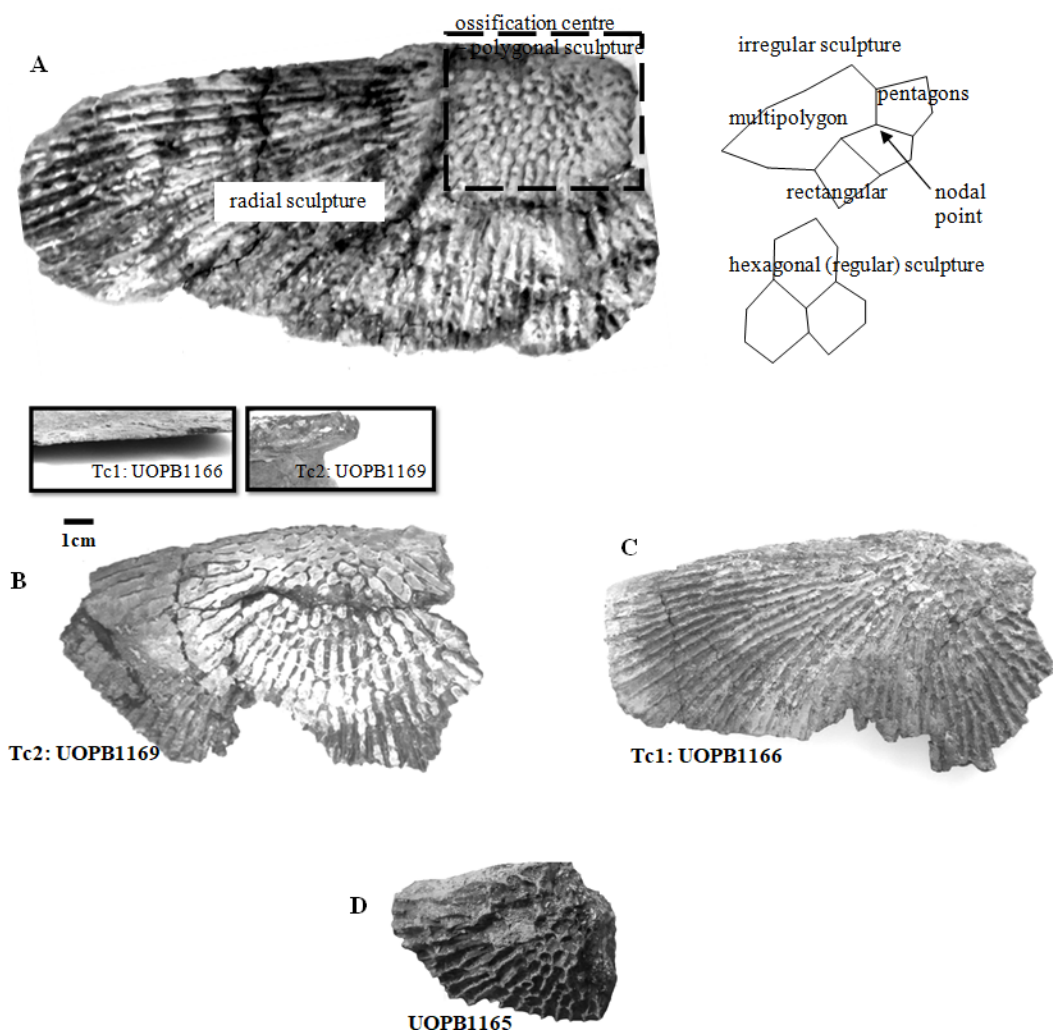 ossification centre
– polygonal sculpture
A
radial sculpture
irregular sculpture
pentagons
multipolygon
rectangular
nodal
point
hexagonal (regular) sculpture
Tc1: UOPB1166
Tc2: UOPB1169
1cm
B
Tc2: UOPB1169
C
Tc1: UOPB1166
D
UOPB1165